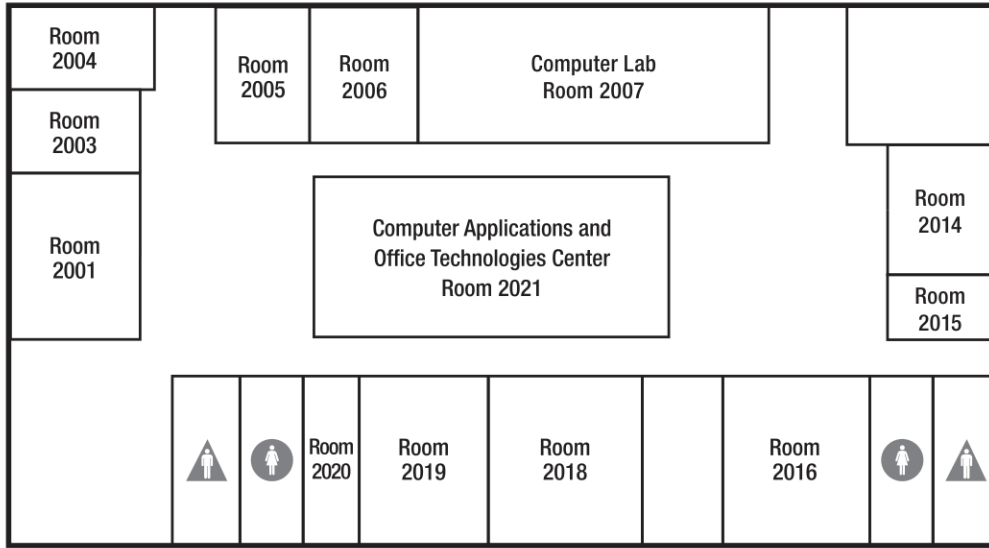 Room
2004
Room
2003
Room
2001
Room
2005
Room
2006
Computer Lab
Room 2007
Computer Applications and
Office Technologies Center
Room 2021
Room
2014
Room
2015
Room
2020
Room
2019
Room
2018
Room
2016